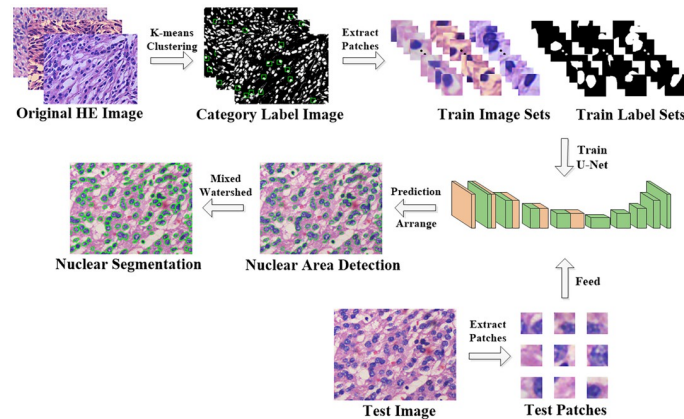 K-means
Clustering
Extract
Patches
Original HE Image
Category Label Image
Train Image Sets
Train Label Sets
Train
U-Net
Mixed
Watershed
Prediction
Arrange
Nuclear Segmentation
Nuclear Area Detection
Feed
Extract
Patches
Test Image
Test Patches